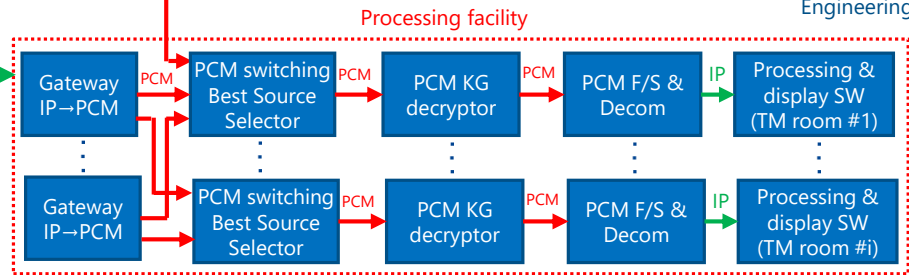 Engineering
Processing facility
Gateway
IP→PCM
PCM
PCM switching
Best Source
Selector
PCM
PCM KG
decryptor
PCM
PCM F/S &
Decom
IP
Processing &
display SW
(TM room #1)
Gateway
IP→PCM
PCM switching
Best Source
Selector
PCM
PCM KG
decryptor
PCM
PCM F/S &
Decom
IP
Processing &
display SW
(TM room #i)